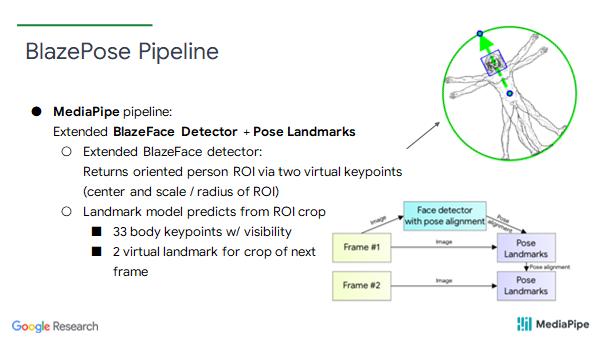 BlazePose Pipeline
● MediaPipe pipeline:
Extended BlazeFace Detector + Pose Landmarks
○ Extended BlazeFace detector:
Returns oriented person ROI via two virtual keypoints
(center and scale / radius of ROI)
○ Landmark model predicts from ROI crop
■ 33 body keypoints w/ visibility
■ 2 virtual landmark for crop of next
frame
Face detector
with pose alignment
Image
Pose
alignment
Frame #1
Image
Pose
Landmarks
Pose alignment
Frame #2
Image
Pose
Landmarks
Google Research
MediaPipe